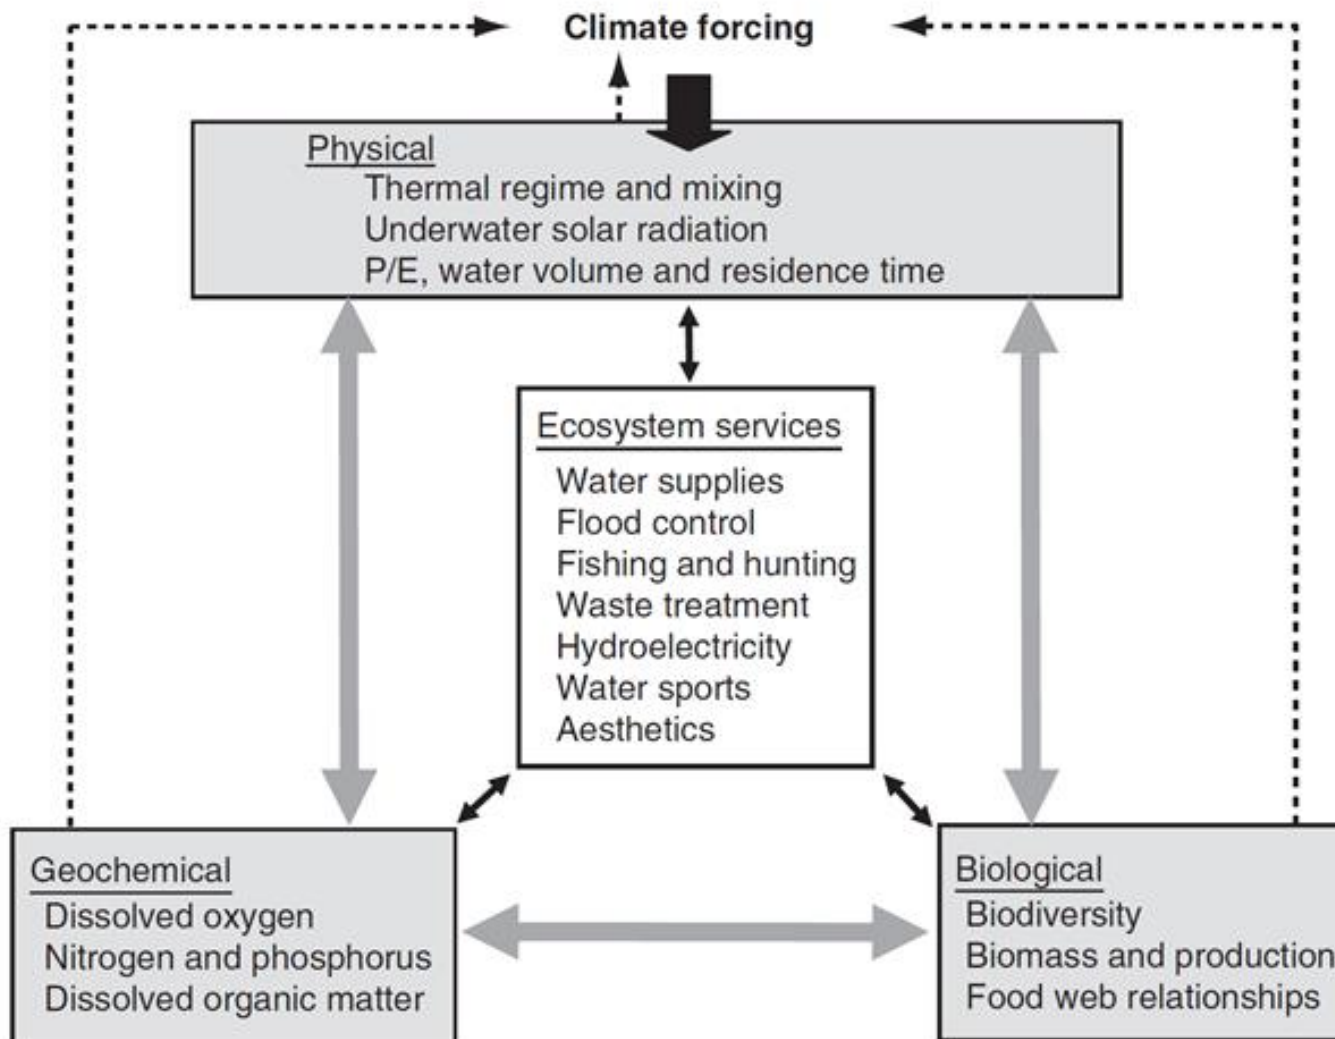 Climate forcing
Physical
Thermal regime and mixing
Underwater solar radiation
P/E, water volume and residence time
Ecosystem services
Water supplies
Flood control
Fishing and hunting
Waste treatment
Hydroelectricity
Water sports
Aesthetics
Geochemical
Dissolved oxygen
Nitrogen and phosphorus
Dissolved organic matter
Biological
Biodiversity
Biomass and production
Food web relationships